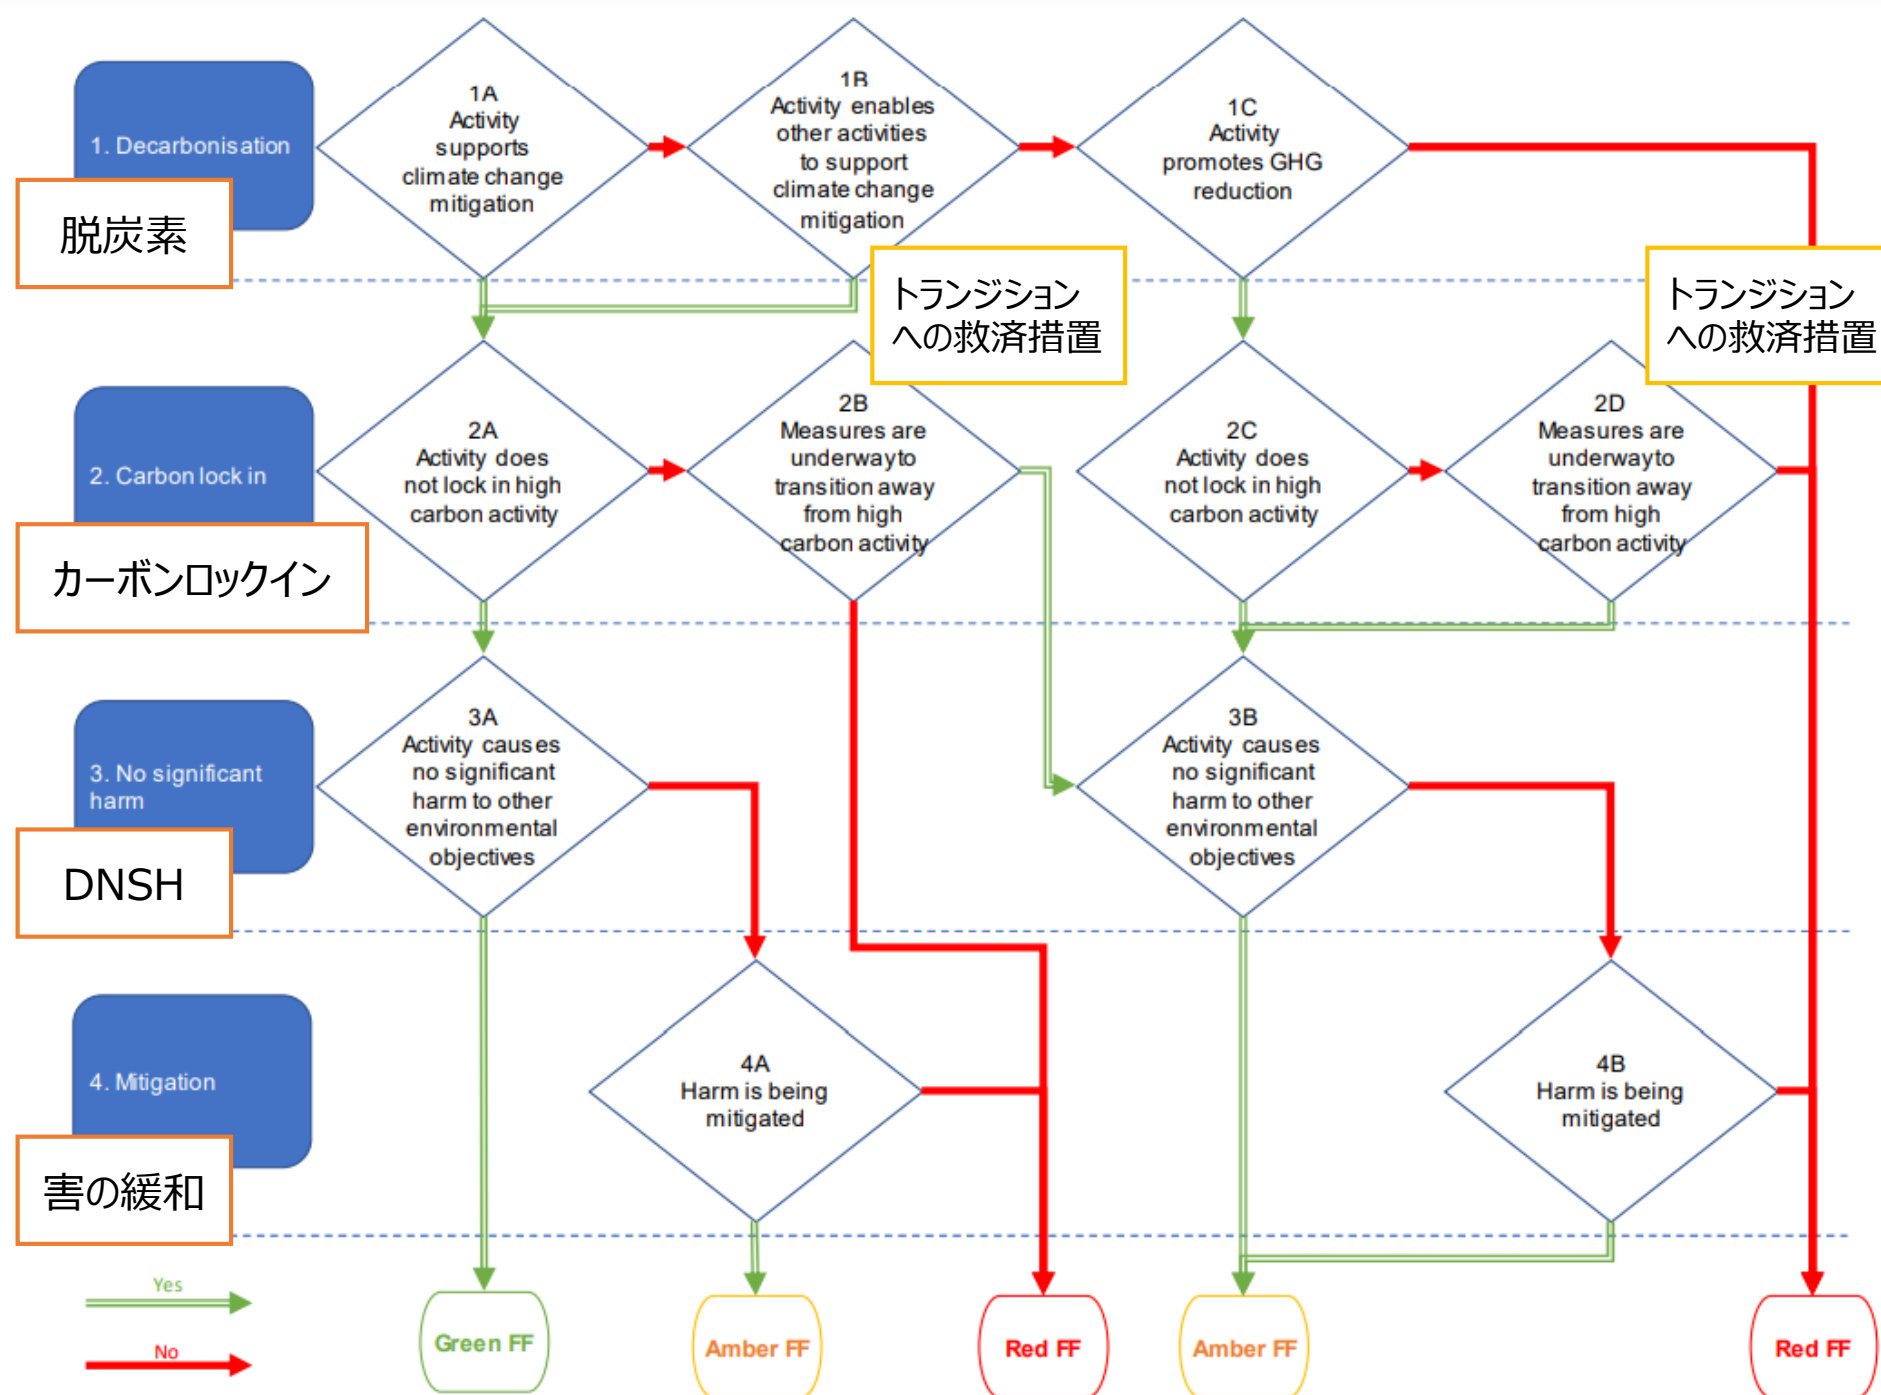 1. Decarbonisation
脱炭素
1A
Activity
supports
climate change
mitigation
1B
Activity enables
other activities
to support
climate change
mitigation
1C
Activity
promotes GHG
reduction
トランジション
への救済措置
トランジション
への救済措置
2. Carbon lock in
カーボンロックイン
2A
Activity does
not lock in high
carbon activity
2B
Measures are
underway to
transition away
from high
carbon activity
2C
Activity does
not lock in high
carbon activity
2D
Measures are
underway to
transition away
from high
carbon activity
3. No significant
harm
DNSH
3A
Activity causes
no significant
harm to other
environmental
objectives
3B
Activity causes
no significant
harm to other
environmental
objectives
4. Mitigation
害の緩和
4A
Harm is being
mitigated
4B
Harm is being
mitigated
Yes
No
Green FF
Amber FF
Red FF
Amber FF
Red FF